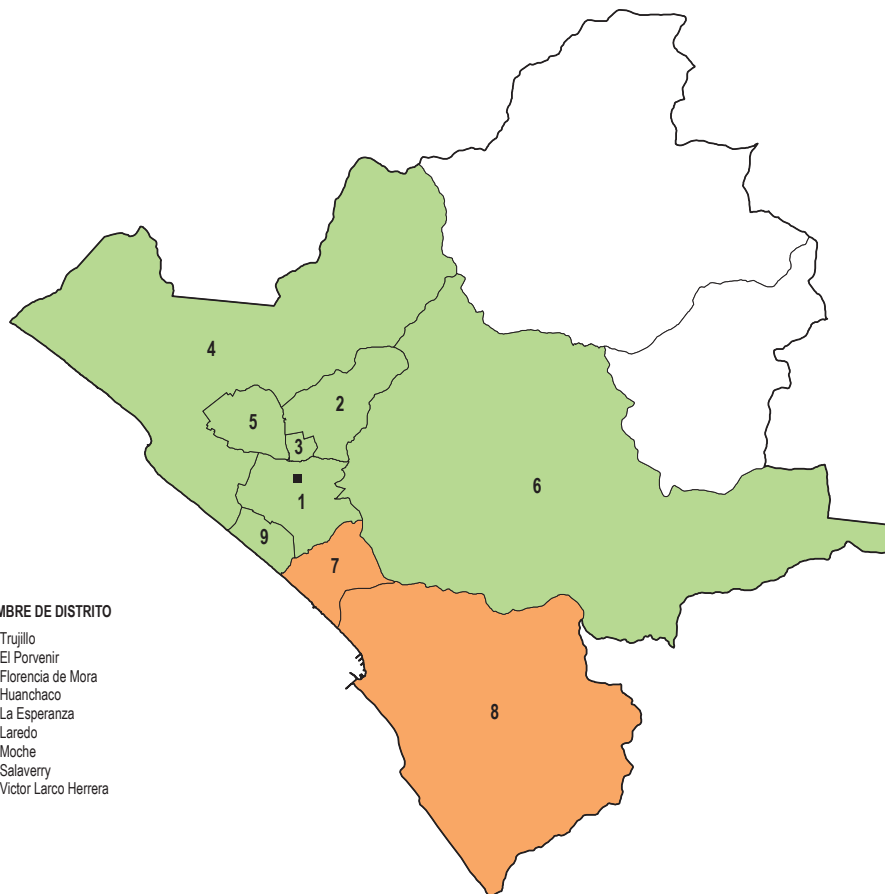 4
2
5
3
6
1
9
7
MBRE DE DISTRITO
Trujillo
El Porvenir
Florencia de Mora
Huanchaco
La Esperanza
Laredo
Moche
8
Salaverry
Victor Larco Herrera